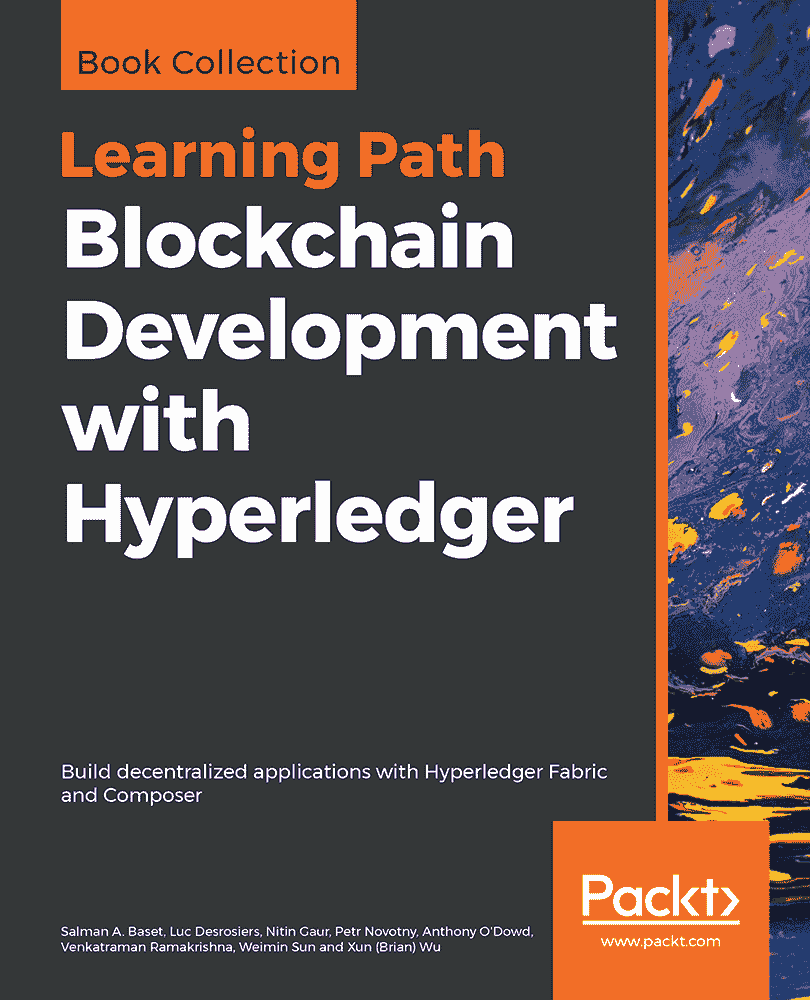 Book Collection
Learning Path
Blockchain
Development
with
Hyperledger
Build decentralized applications with Hyperledger Fabric
and Composer
Salman A. Baset, Luc Desrosiers, Nitin Gaur, Petr Novotny, Anthony O'Dowd,
Venkatraman Ramakrishna, Weimin Sun and Xun (Brian) Wu
Packt>
www.packt.com